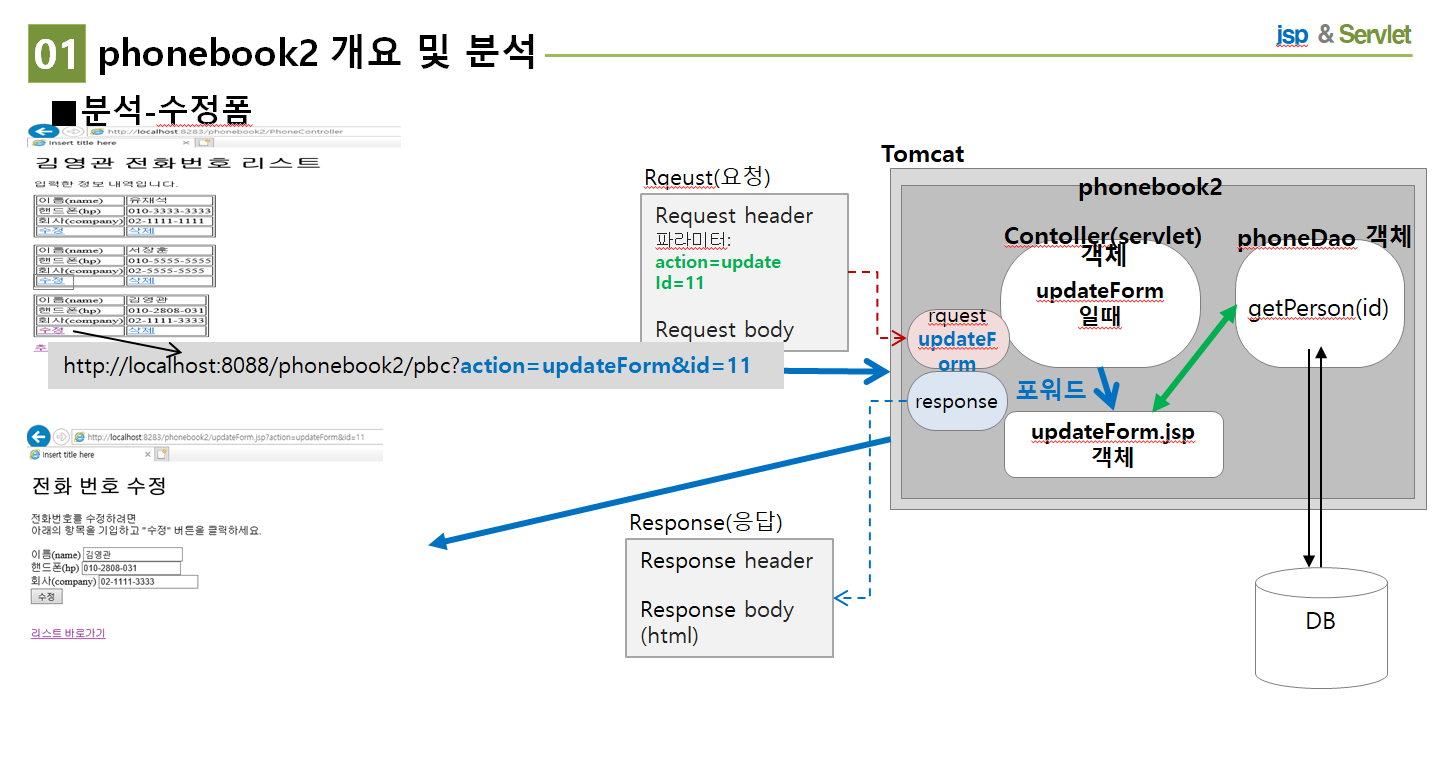 01 phonebook2 개요 및 분석
jsp & Servlet
■분석-수정폼
http://localhost:8283/phonebook2/PhoneController
Insert title here
김영관 전화번호 리스트
입력한 정보 내역입니다.
이름(name) 유재석
핸드폰(hp) 010-3333-3333
회사(company) 02-1111-1111
수정 삭제
이름(name) 서장훈
핸드폰(hp) 010-5555-5555
회사(company) 02-5555-5555
수정 삭제
이름(name) 김영관
핸드폰(hp) 010-2808-031
회사(company) 02-1111-3333
수정 삭제
http://localhost:8088/phonebook2/pbc?action=updateForm&id=11
http://localhost:8283/phonebook2/updateForm.jsp?action=updateForm&id=11
Insert title here
전화 번호 수정
전화번호를 수정하려면
아래의 항목을 기입하고 "수정" 버튼을 클릭하세요.
이름(name) 김영관
핸드폰(hp) 010-2808-031
회사(company) 02-1111-3333
수정
리스트 바로가기
Rqeust(요청)
Request header
파라미터:
action=update
Id=11
Request body
Response(응답)
Response header
Response body
(html)
Tomcat
phonebook2
Contoller(servlet)
객체
updateForm
일때
phoneDao 객체
getPerson(id)
rquest
updateF
orm
response
포워드
updateForm.jsp
객체
DB